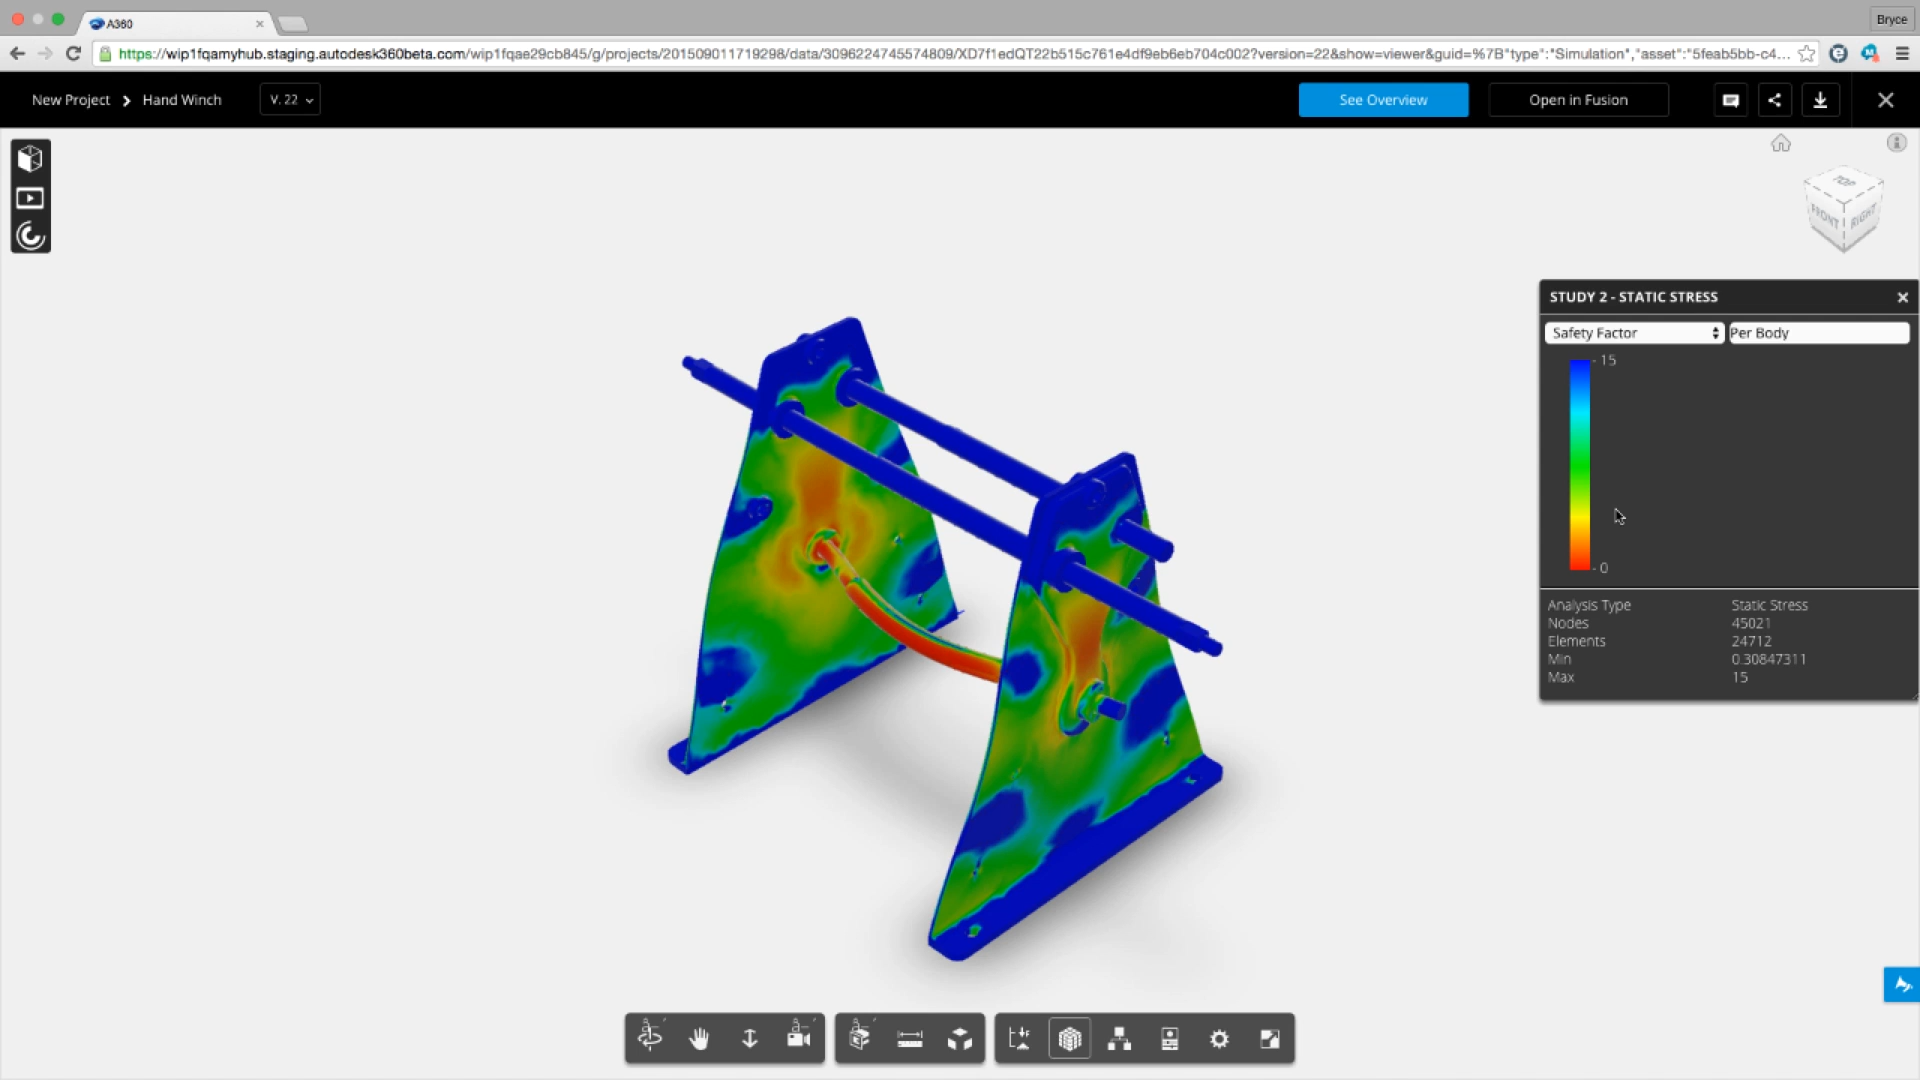 A360
Bryce
https://wip1fqamyhub.staging.autodesk360beta.com/wip1fqae29cb845/g/projects/201509011719298/data/3096224745574809/XD7f1edQT22b515c761e4df9eb6eb704c002?version=22&show=viewer&guid=%7B"type":"Simulation","asset":"5feab5bb-c4...
New Project > Hand Winch
V. 22
See Overview
Open in Fusion
TOP
FRONT
RIGHT
STUDY 2 - STATIC STRESS
Safety Factor
Per Body
15
0
Analysis Type Static Stress
Nodes 45021
Elements 24712
Min 0.30847311
Max 15